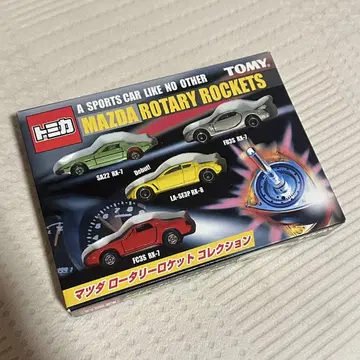 トミカ
A SPORTS CAR LIKE NO OTHER
TOMY
MAZDA ROTARY ROCKETS
SA22 RX-7
FD3S RX-7
Debut!
LA-SE3P RX-8
FC3S RX-7
マツダ ロータリーロケット コレクション